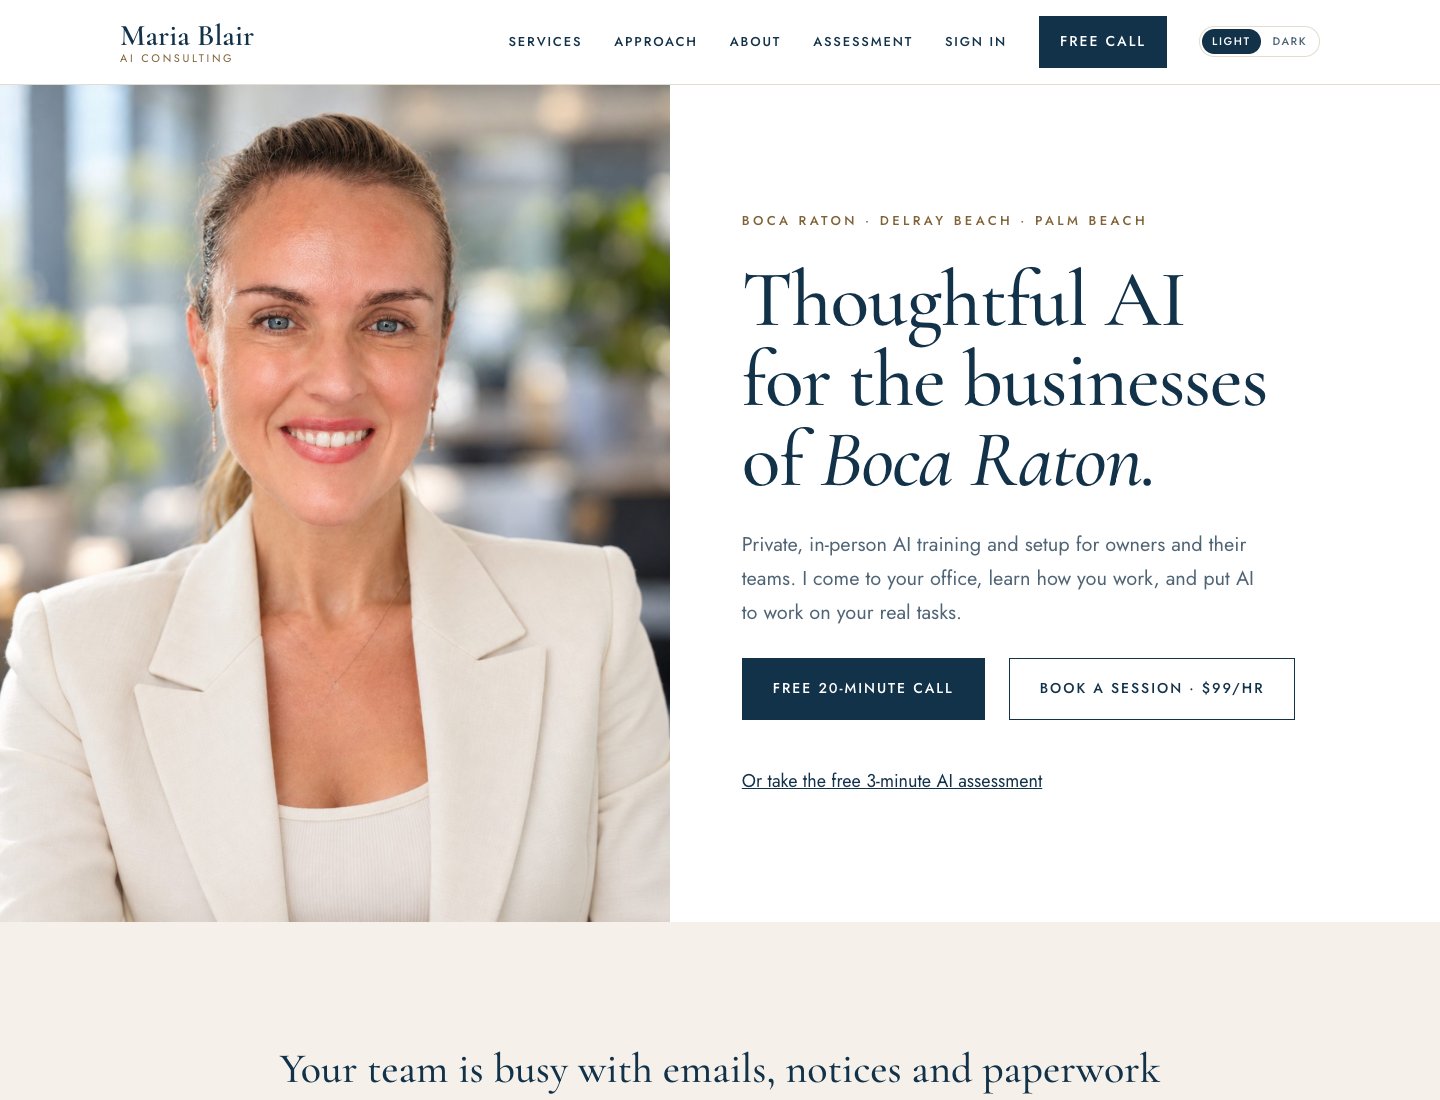 Maria Blair
AI CONSULTING
SERVICES
APPROACH
ABOUT
ASSESSMENT
SIGN IN
FREE CALL
LIGHT
DARK
BOCA RATON · DELRAY BEACH · PALM BEACH
Thoughtful AI
for the businesses
of Boca Raton.
Private, in-person AI training and setup for owners and their
teams. I come to your office, learn how you work, and put AI
to work on your real tasks.
FREE 20-MINUTE CALL
BOOK A SESSION · $99/HR
Or take the free 3-minute AI assessment
Your team is busy with emails, notices and paperwork